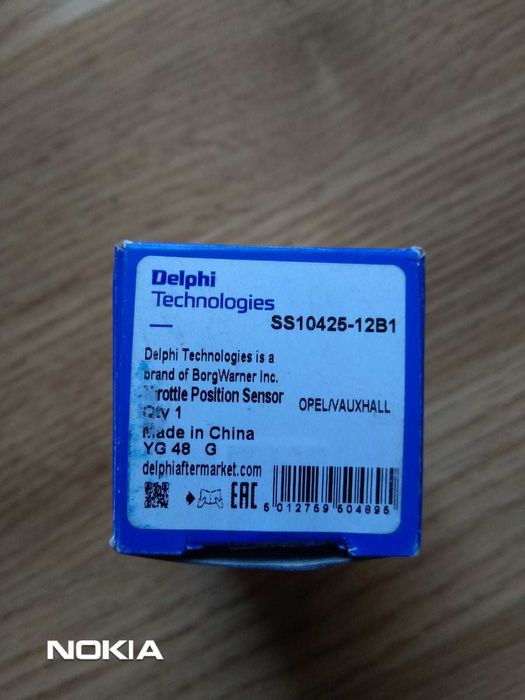 Delphi
Technologies
SS10425-12B1
Delphi Technologies is a
brand of BorgWarner Inc.
Throttle Position Sensor
OPEL/VAUXHALL
Qty 1
Made in China
YG 48 G
delphiaftermarket.com
EAC
5 012759 504895
NOKIA